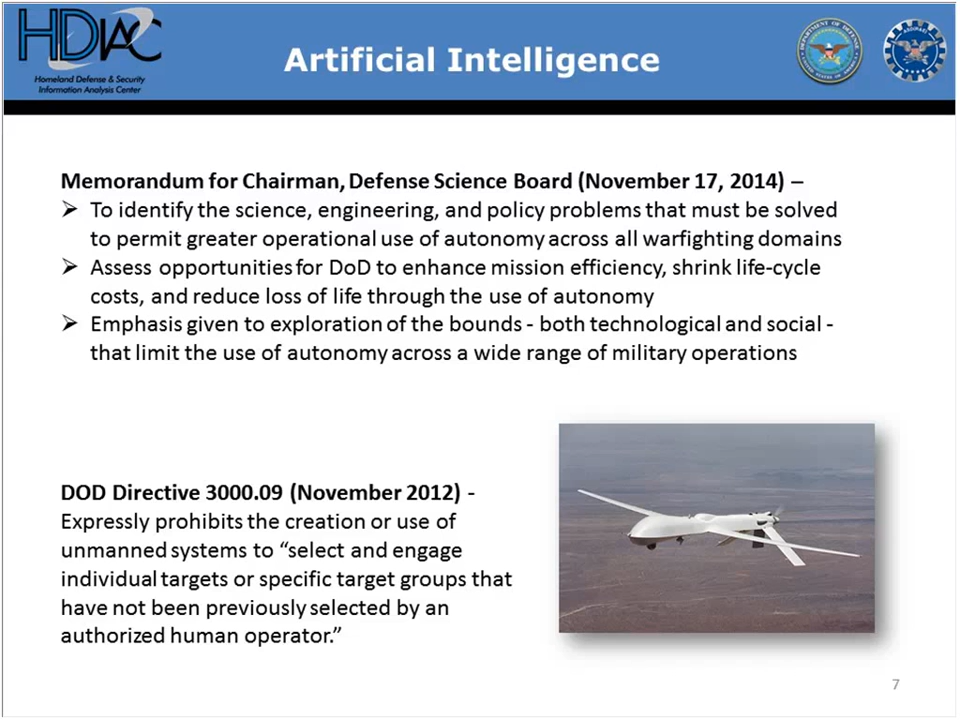 HDIAC
Homeland Defense & Security
Information Analysis Center
Artificial Intelligence
Memorandum for Chairman, Defense Science Board (November 17, 2014) –
➢ To identify the science, engineering, and policy problems that must be solved
to permit greater operational use of autonomy across all warfighting domains
➢ Assess opportunities for DoD to enhance mission efficiency, shrink life-cycle
costs, and reduce loss of life through the use of autonomy
➢ Emphasis given to exploration of the bounds - both technological and social -
that limit the use of autonomy across a wide range of military operations
DOD Directive 3000.09 (November 2012) -
Expressly prohibits the creation or use of
unmanned systems to “select and engage
individual targets or specific target groups that
have not been previously selected by an
authorized human operator.”
7